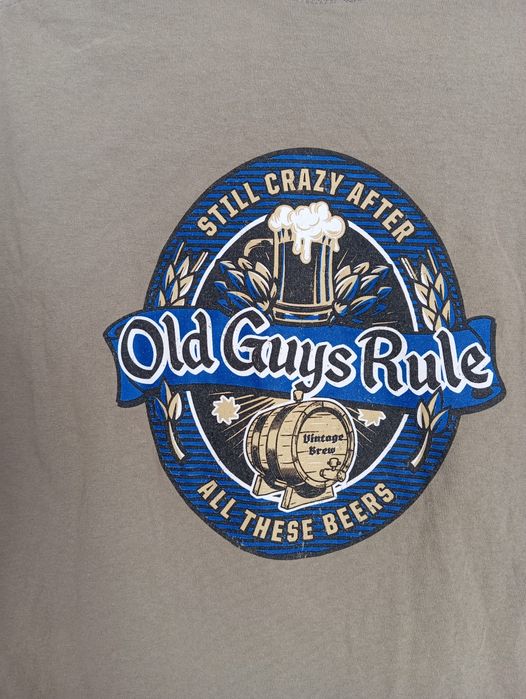 STILL CRAZY AFTER
Old Guys Rule
Vintage
Brew
ALL THESE BEERS